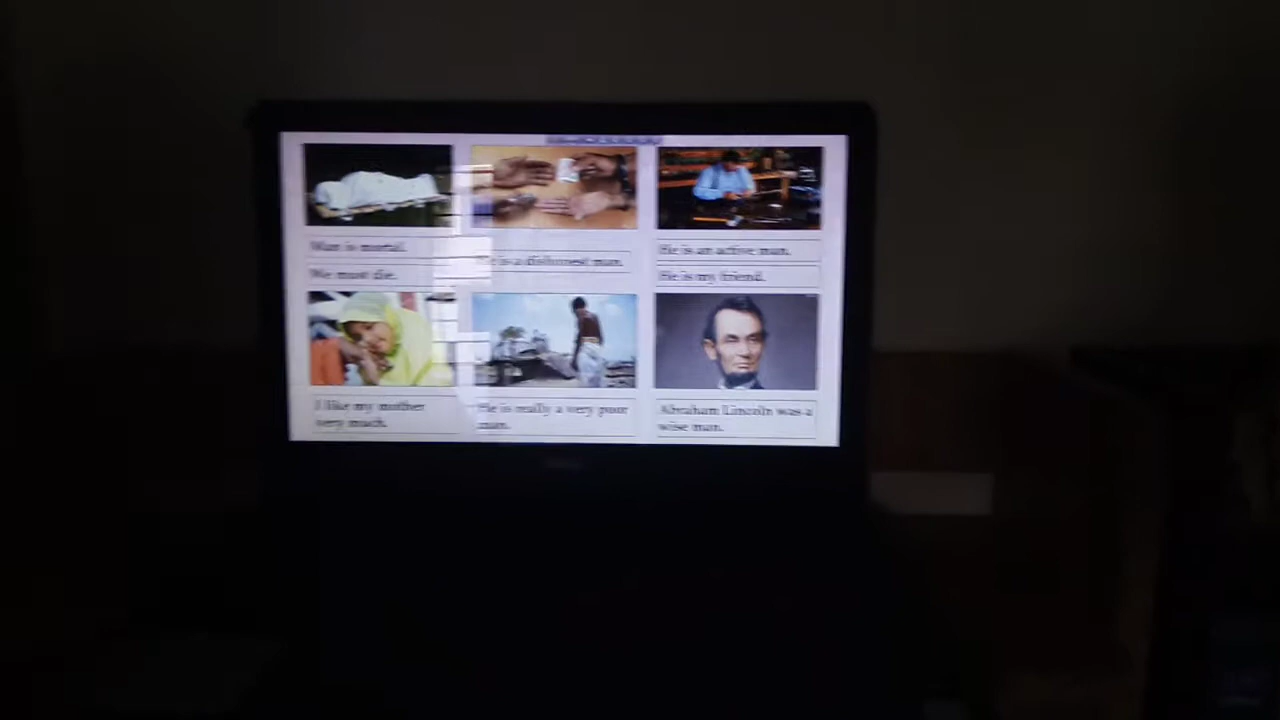 Man is mortal.
We must die.
is a dishonest man.
He is an active man.
He is my friend.
I like my mother
very much.
He is really a very poor
man.
Abraham Lincoln was a
wise man.